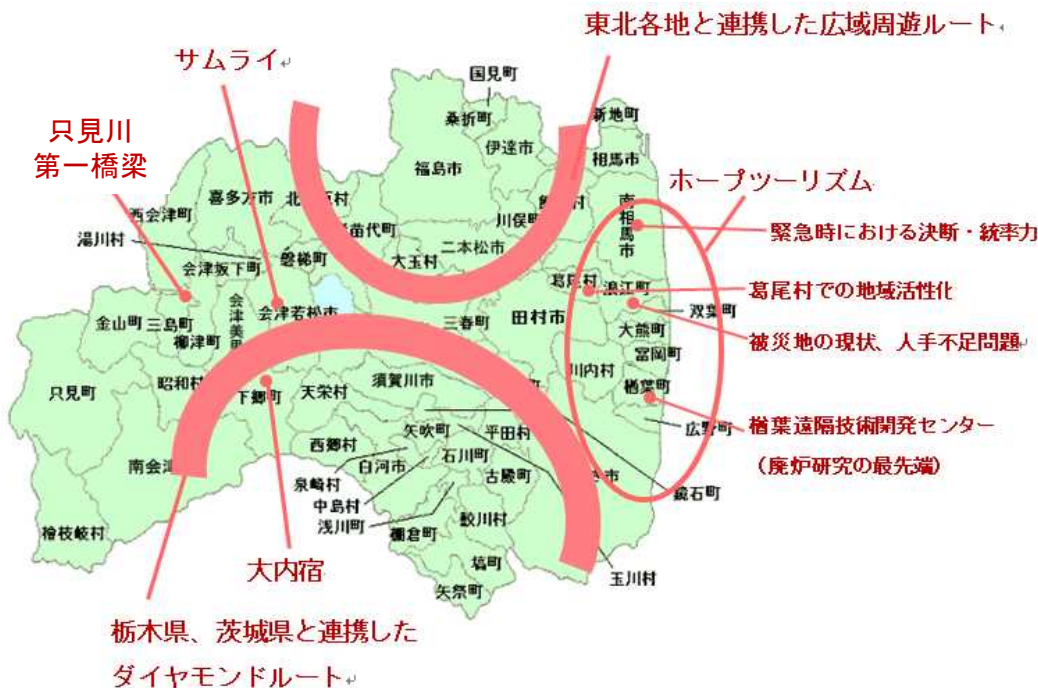 東北各地と連携した広域周遊ルート
サムライ
国見町
桑折町
新地町
伊達市
相馬市
只見川
第一橋梁
福島市
ホープツーリズム
喜多方市
西会津町
南相馬市
川俣町
緊急時における決断・統率力
湯川村
苗代町
二本松市
磐梯町
大玉村
会津坂下町
葛尾村
浪江町
葛尾村での地域活性化
双葉町
会津若松市
金山町
三島町
三春町
田村市
大熊町
柳津町
被災地の現状、人手不足問題
富岡町
只見町
昭和村
須賀川市
川内村
下郷町
天栄村
楢葉町
楢葉遠隔技術開発センター
広野町
矢吹町
平田村
(廃炉研究の最先端)
西郷村
石川町
白河市
南会津
古殿町
市
鏡石町
泉崎村
中島村
浅川町
鮫川村
檜枝岐村
棚倉町
大内宿
塙町
玉川村
矢祭町
栃木県、茨城県と連携した
ダイヤモンドルート